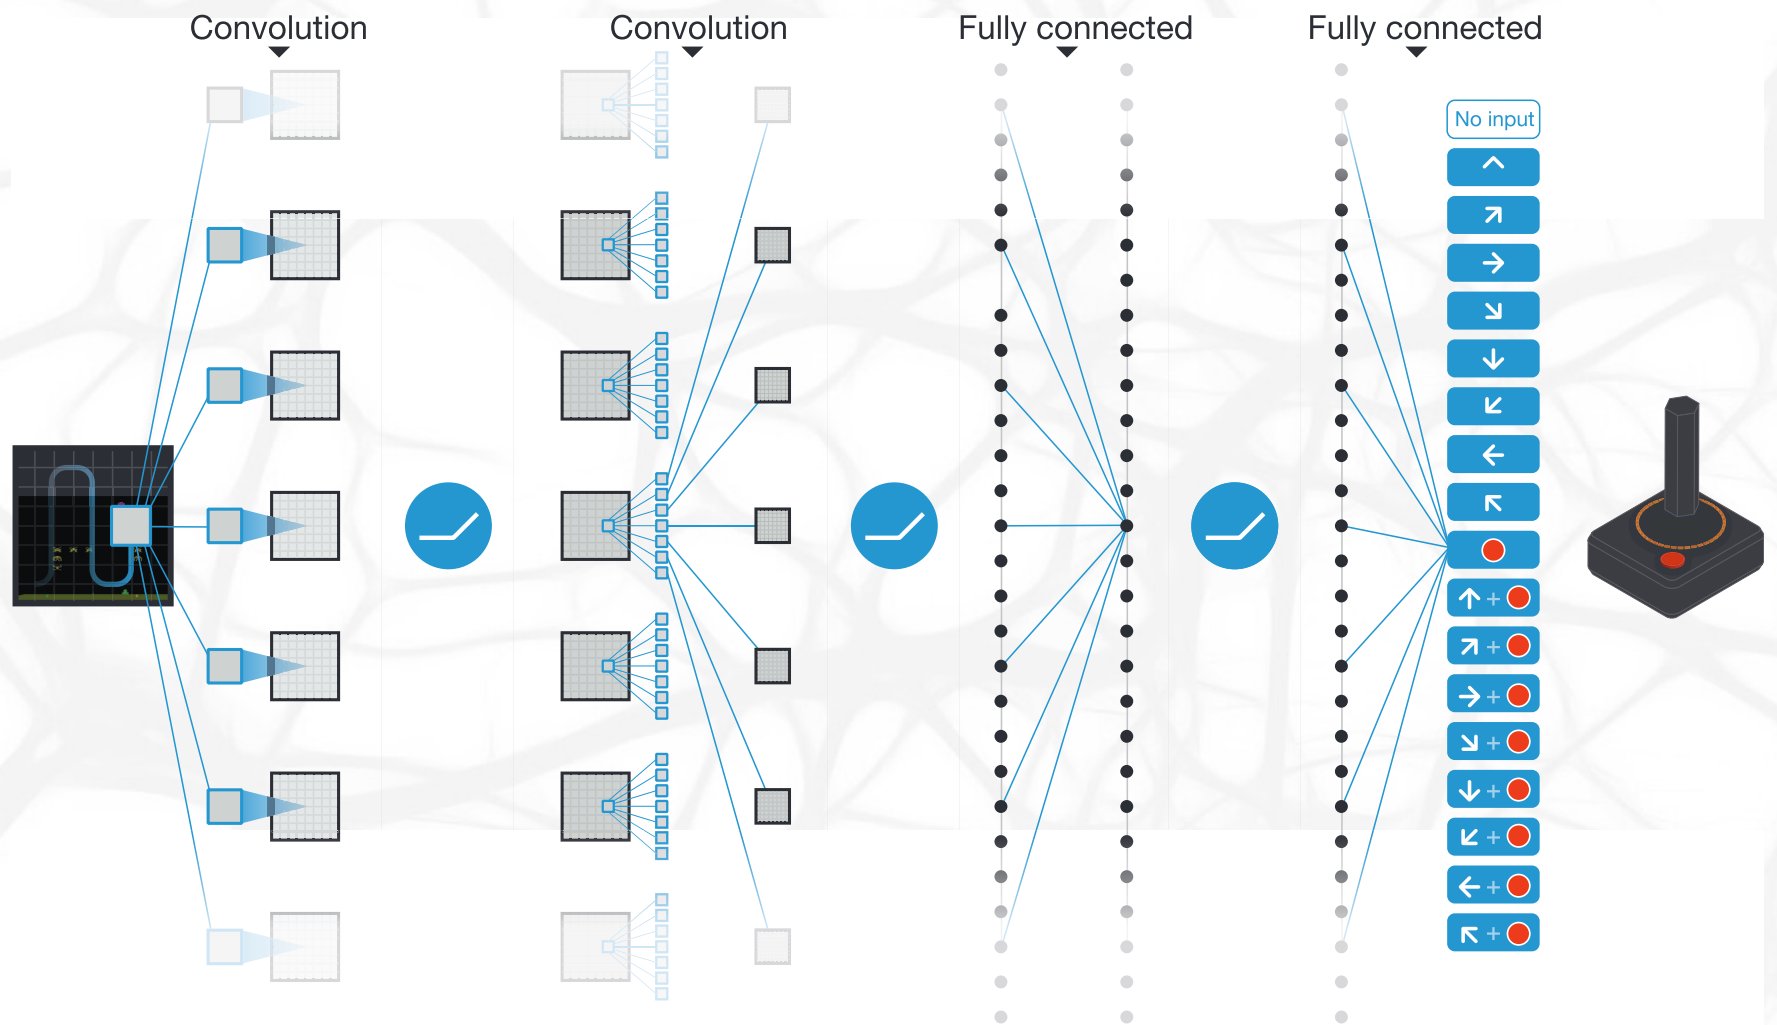 Convolution
Convolution
Fully connected
Fully connected
No input
+
+
+
+
+
+
+
+